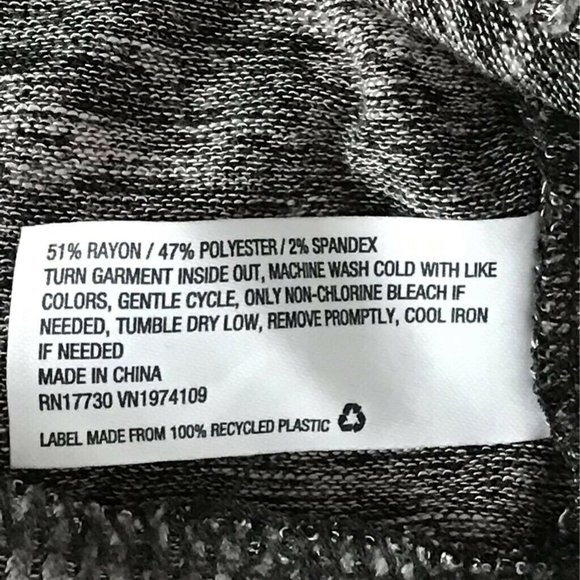 51% RAYON / 47% POLYESTER / 2% SPANDEX
TURN GARMENT INSIDE OUT, MACHINE WASH COLD WITH LIKE
COLORS, GENTLE CYCLE, ONLY NON-CHLORINE BLEACH IF
NEEDED, TUMBLE DRY LOW, REMOVE PROMPTLY, COOL IRON
IF NEEDED
MADE IN CHINA
RN17730 VN1974109
LABEL MADE FROM 100% RECYCLED PLASTIC